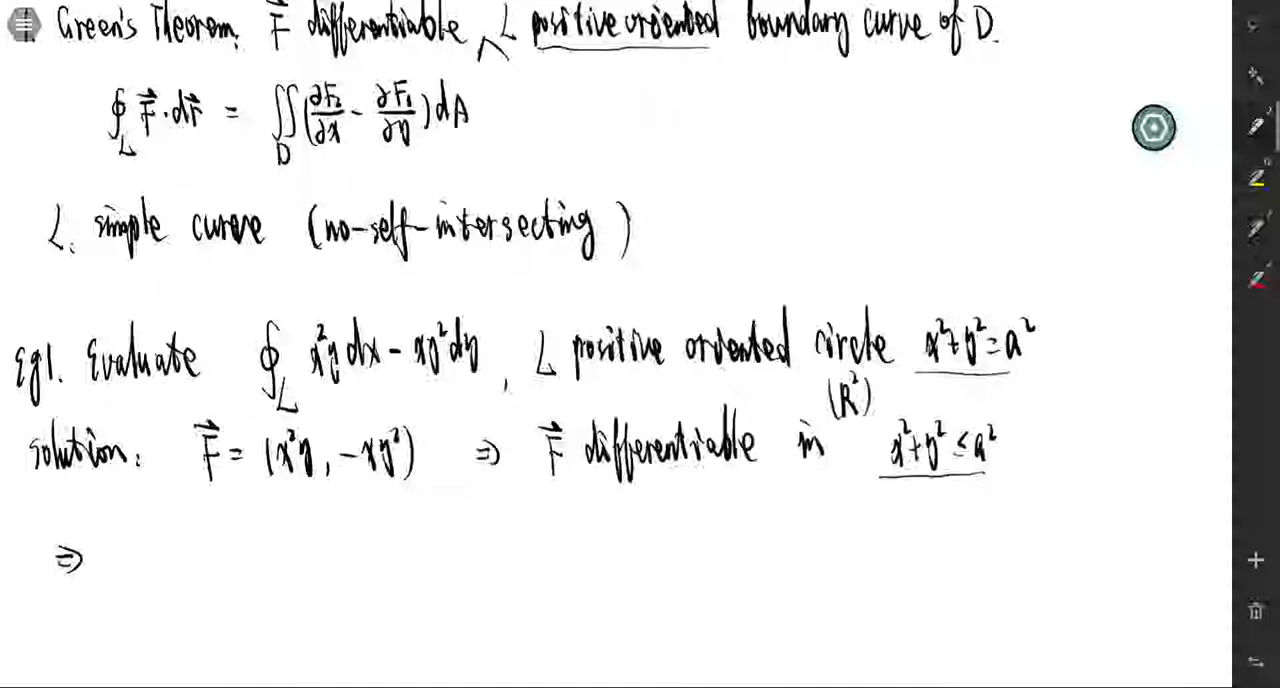 Green's Theorem: F⃗ differentiable, L positive oriented boundary curve of D.
∮_L F⃗·dr⃗ = ∬_D (∂F₂/∂x - ∂F₁/∂y) dA
L: simple curve (no-self-intersecting)
Eg1. Evaluate ∮_L x²y dx - xy² dy, L positive oriented circle x²+y²=a²
(R²)
solution: F⃗ = (x²y, -xy²) ⇒ F⃗ differentiable in x²+y² ≤ a²
⇒